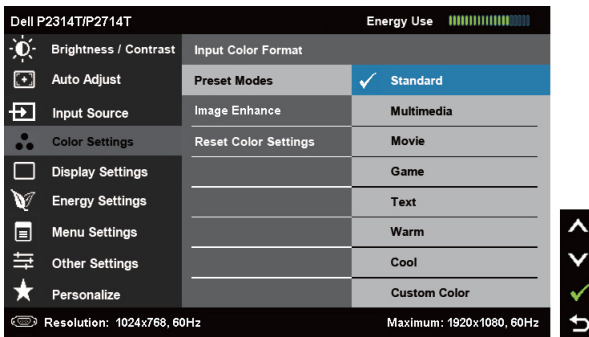 Dell P2314T/P2714T Energy Use
Brightness / Contrast Input Color Format
Auto Adjust Preset Modes Standard
Input Source Image Enhance Multimedia
Color Settings Reset Color Settings Movie
Display Settings Game
Energy Settings Text
Menu Settings Warm
Other Settings Cool
Personalize Custom Color
Resolution: 1024x768, 60Hz Maximum: 1920x1080, 60Hz